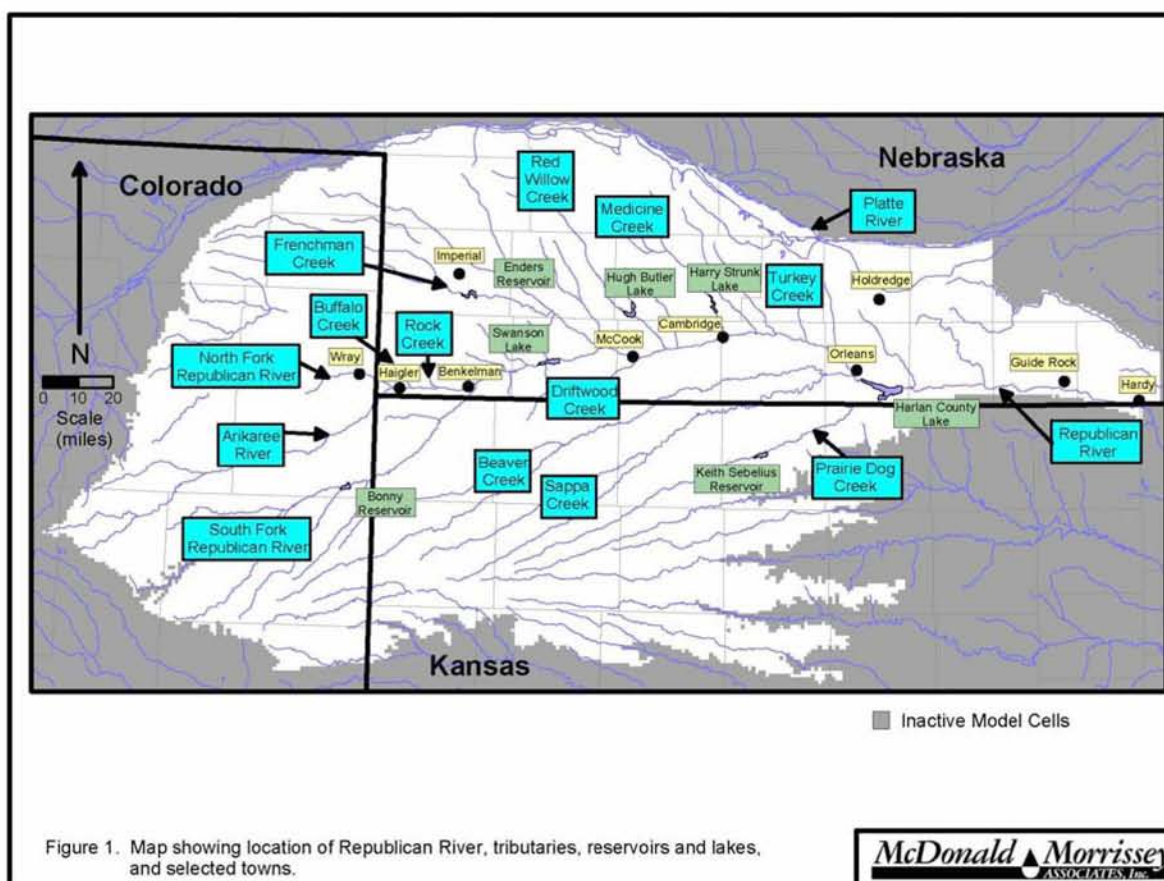 Colorado
Nebraska
Red
Willow
Creek
Medicine
Creek
Platte
River
Frenchman
Creek
Imperial
Enders
Reservoir
Hugh Butler
Lake
Harry Strunk
Lake
Turkey
Creek
Holdredge
Buffalo
Creek
Rock
Creek
Swanson
Lake
McCook
Cambridge
N
North Fork
Republican River
Wray
Haigler
Benkelman
Orleans
Guide Rock
Hardy
0 10 20
Scale
(miles)
Driftwood
Creek
Harlan County
Lake
Republican
River
Arikaree
River
Beaver
Creek
Sappa
Creek
Keith Sebelius
Reservoir
Prairie Dog
Creek
Bonny
Reservoir
South Fork
Republican River
Kansas
Inactive Model Cells
Figure 1. Map showing location of Republican River, tributaries, reservoirs and lakes,
and selected towns.
McDonald Morrissey
ASSOCIATES, Inc.